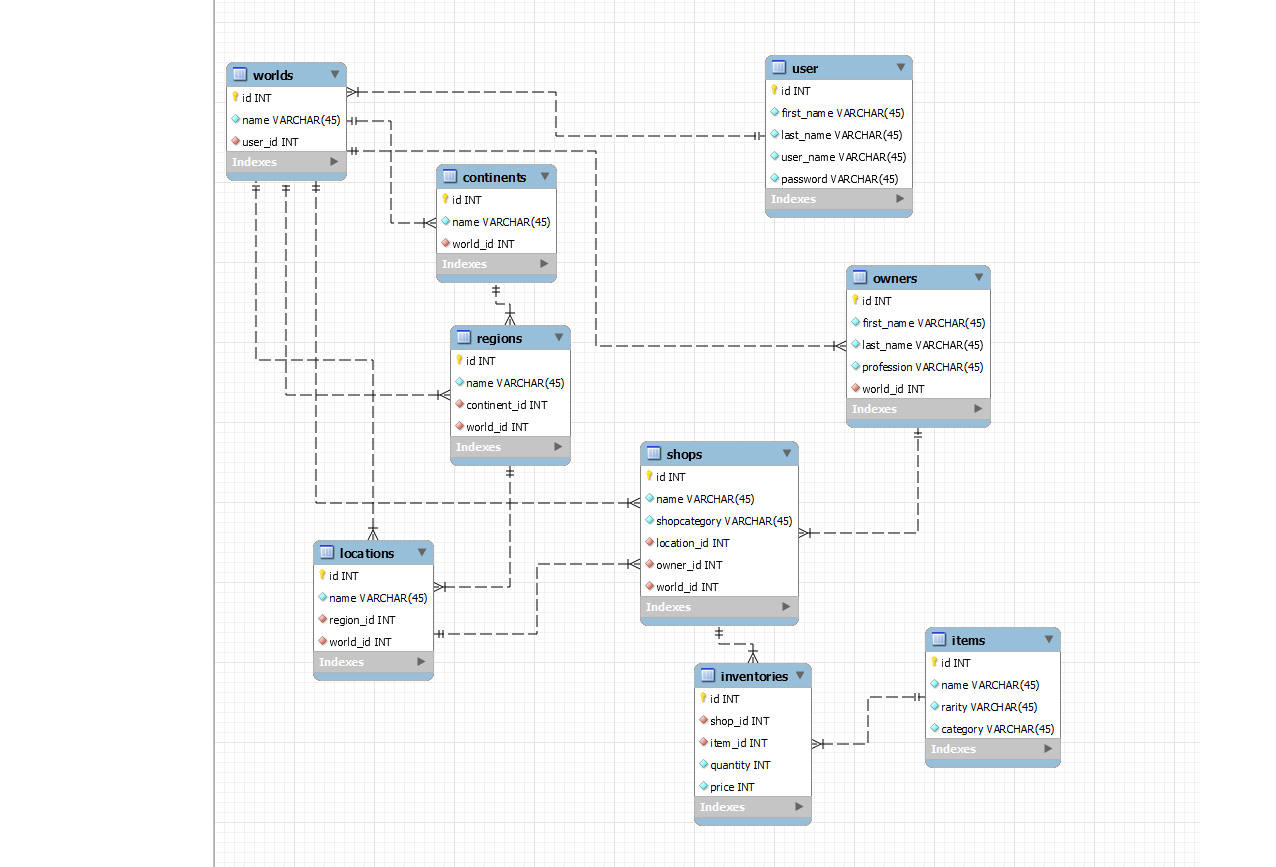 worlds
id INT
name VARCHAR(45)
user_id INT
Indexes
user
id INT
first_name VARCHAR(45)
last_name VARCHAR(45)
user_name VARCHAR(45)
password VARCHAR(45)
Indexes
continents
id INT
name VARCHAR(45)
world_id INT
Indexes
owners
id INT
first_name VARCHAR(45)
last_name VARCHAR(45)
profession VARCHAR(45)
world_id INT
Indexes
regions
id INT
name VARCHAR(45)
continent_id INT
world_id INT
Indexes
shops
id INT
name VARCHAR(45)
shopcategory VARCHAR(45)
location_id INT
owner_id INT
world_id INT
Indexes
locations
id INT
name VARCHAR(45)
region_id INT
world_id INT
Indexes
inventories
id INT
shop_id INT
item_id INT
quantity INT
price INT
Indexes
items
id INT
name VARCHAR(45)
rarity VARCHAR(45)
category VARCHAR(45)
Indexes